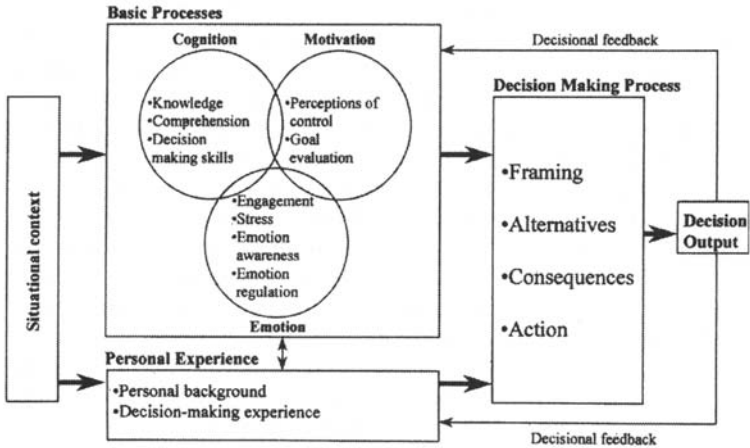 Basic Processes
Cognition
Motivation
•Knowledge
•Comprehension
•Decision
making skills
•Perceptions of
control
•Goal
evaluation
•Engagement
•Stress
•Emotion
awareness
•Emotion
regulation
Emotion
Situational context
Personal Experience
•Personal background
•Decision-making experience
Decisional feedback
Decision Making Process
•Framing
•Alternatives
•Consequences
•Action
Decision
Output
Decisional feedback